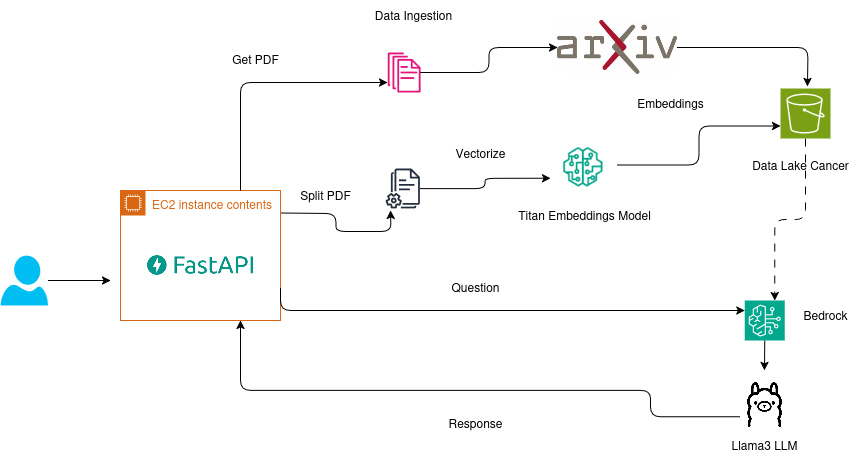 Data Ingestion
arXiv
Get PDF
Embeddings
Vectorize
Data Lake Cancer
Split PDF
EC2 instance contents
Titan Embeddings Model
FastAPI
Question
Bedrock
Response
Llama3 LLM